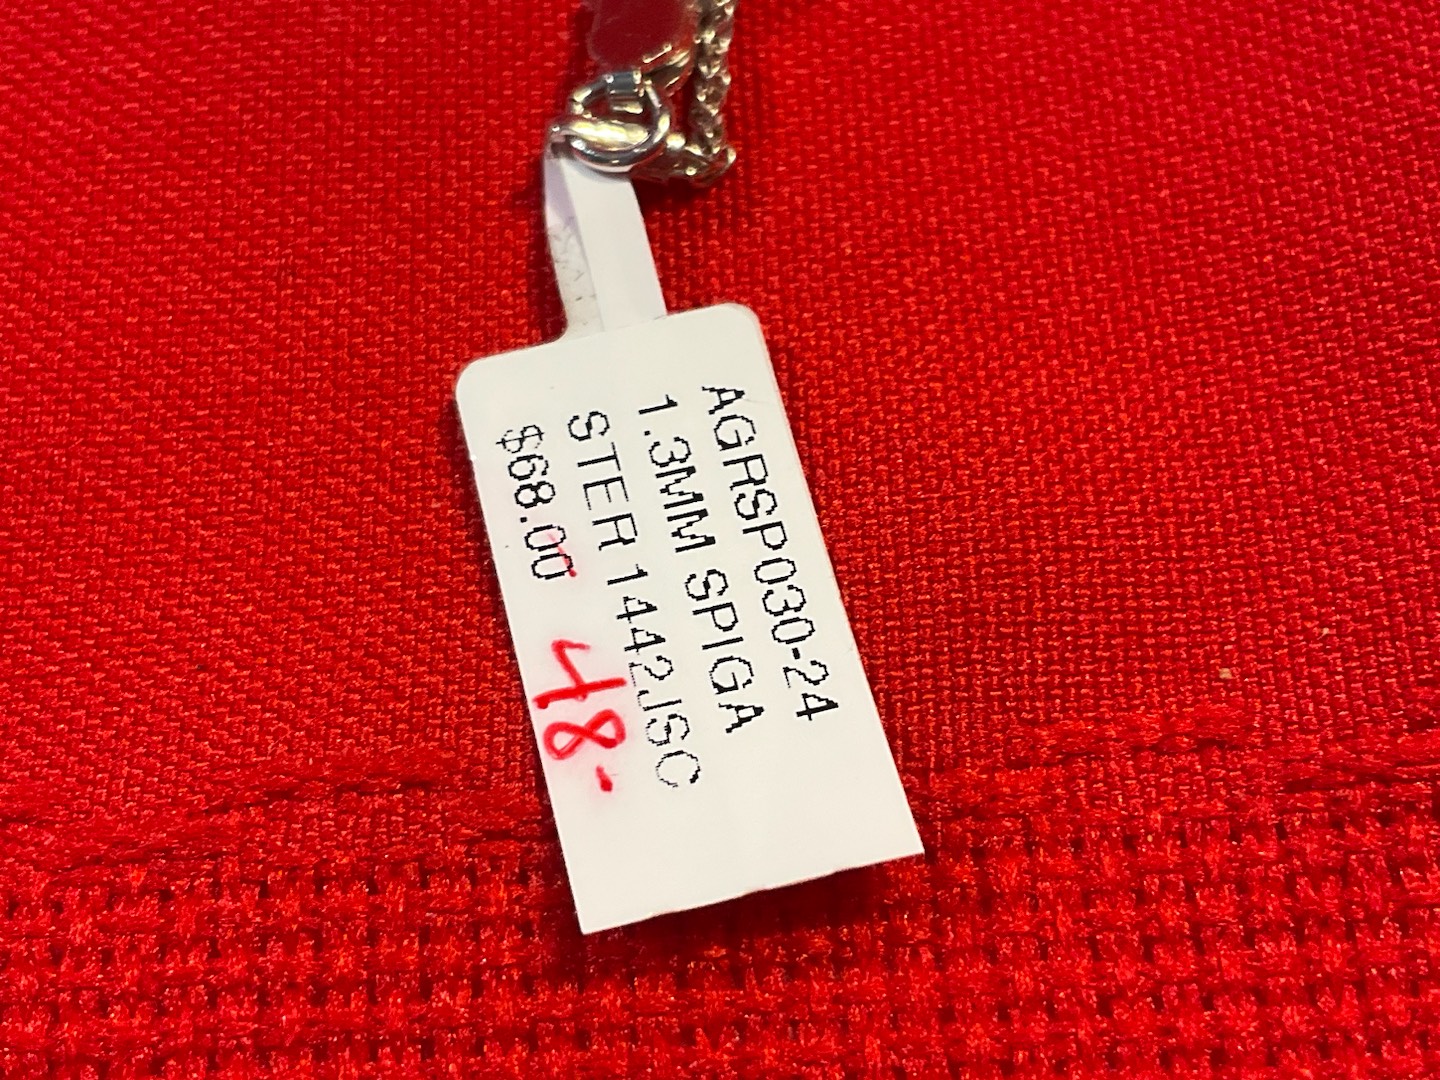 AGRSP030-24
1.3MM SPIGA
STER 1442JSC
$68.00
48-